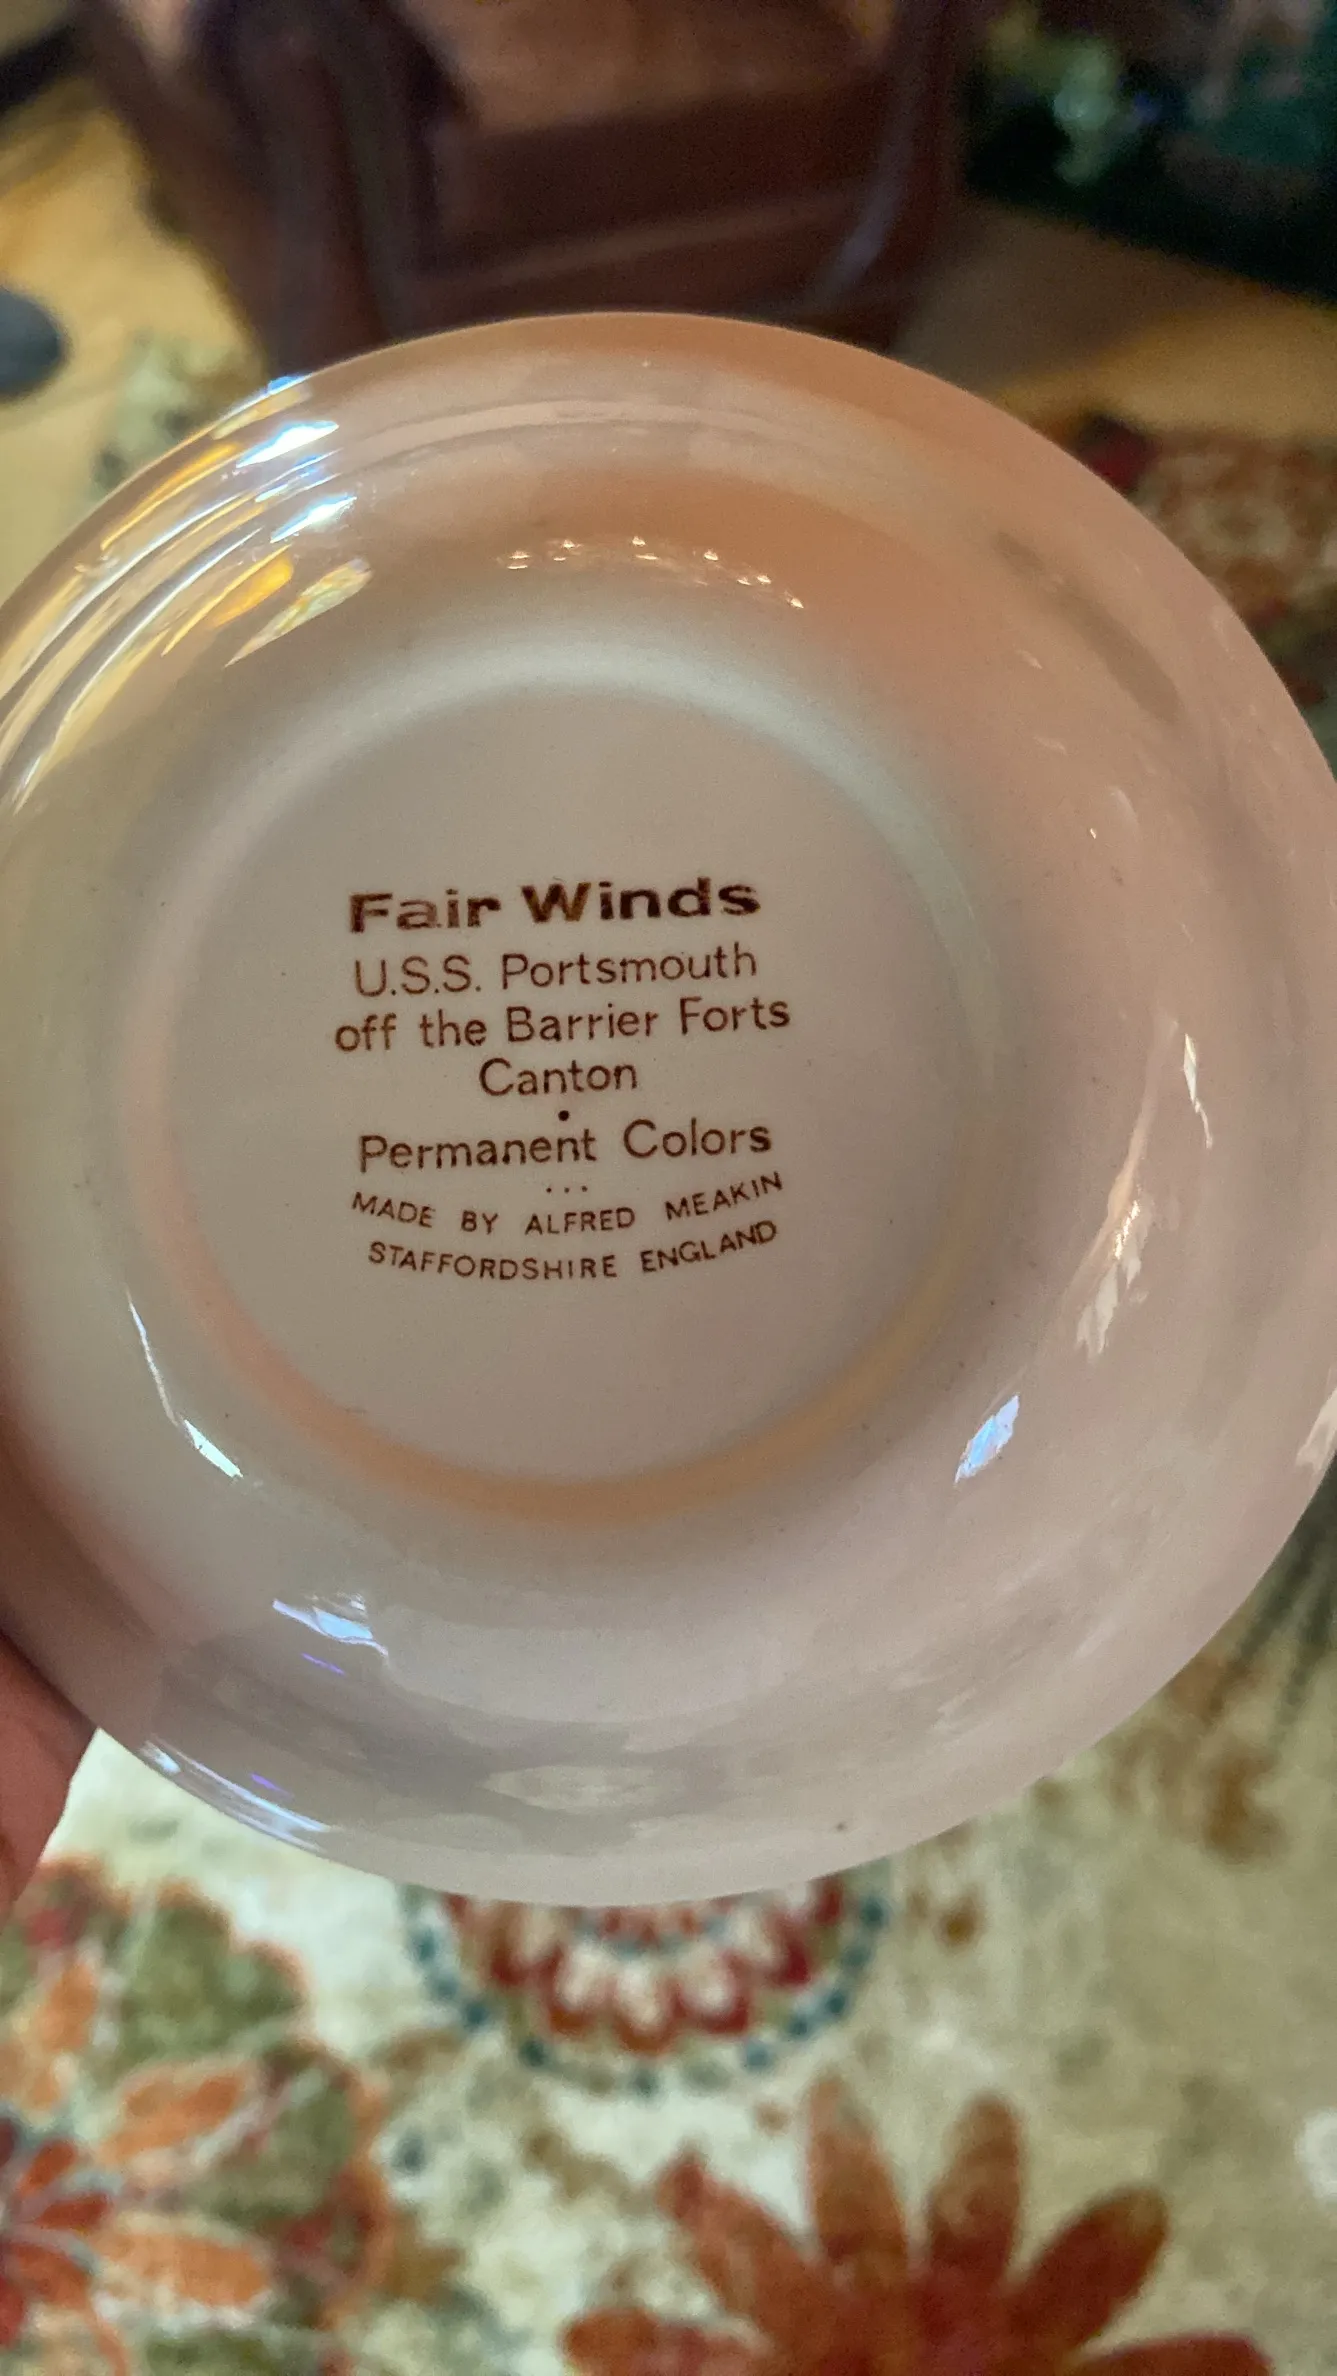 Fair Winds
U.S.S. Portsmouth
off the Barrier Forts
Canton
•
Permanent Colors
...
MADE BY ALFRED MEAKIN
STAFFORDSHIRE ENGLAND